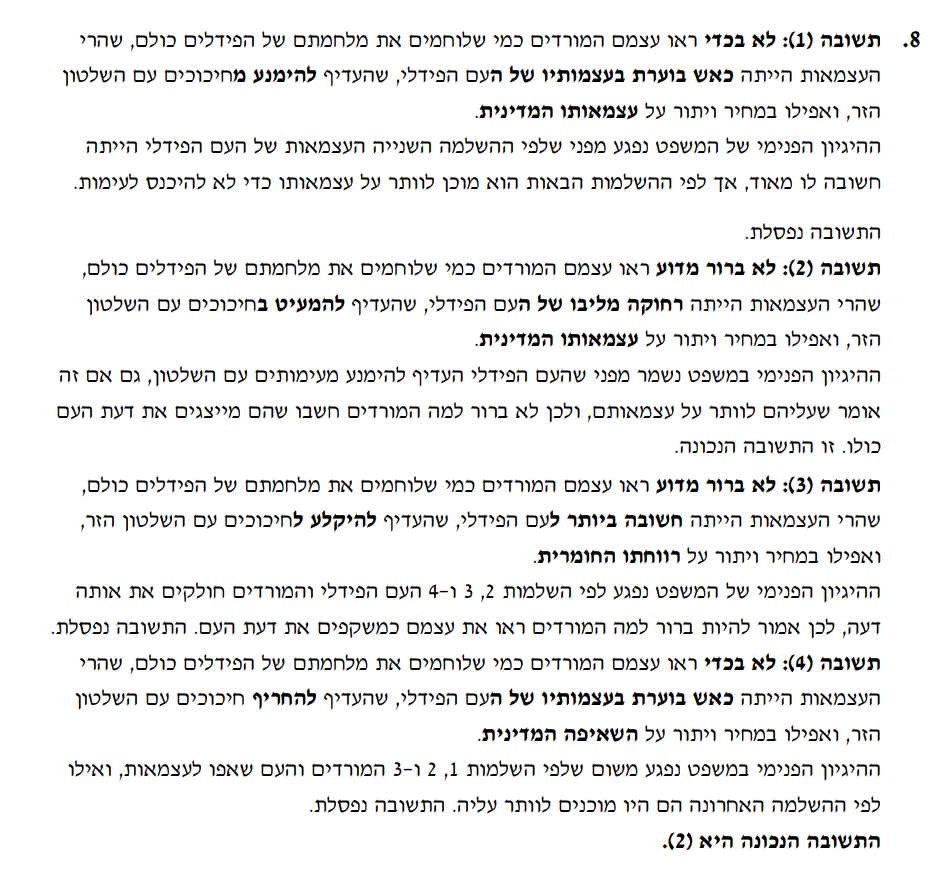 8. תשובה (1): לא בכדי ראו עצמם המורדים כמי שלוחמים את מלחמתם של הפידלים כולם, שהרי
העצמאות הייתה כאש בוערת בעצמותיו של העם הפידלי, שהעדיף להימנע מחיכוכים עם השלטון
הזר, ואפילו במחיר ויתור על עצמאותו המדינית.
ההיגיון הפנימי של המשפט נפגע מפני שלפי ההשלמה השנייה העצמאות של העם הפידלי הייתה
חשובה לו מאוד, אך לפי ההשלמות הבאות הוא מוכן לוותר על עצמאותו כדי לא להיכנס לעימות.
התשובה נפסלת.
תשובה (2): לא ברור מדוע ראו עצמם המורדים כמי שלוחמים את מלחמתם של הפידלים כולם,
שהרי העצמאות הייתה רחוקה מליבו של העם הפידלי, שהעדיף להמעיט בחיכוכים עם השלטון
הזר, ואפילו במחיר ויתור על עצמאותו המדינית.
ההיגיון הפנימי במשפט נשמר מפני שהעם הפידלי העדיף להימנע מעימותים עם השלטון, גם אם זה
אומר שעליהם לוותר על עצמאותם, ולכן לא ברור למה המורדים חשבו שהם מייצגים את דעת העם
כולו. זו התשובה הנכונה.
תשובה (3): לא ברור מדוע ראו עצמם המורדים כמי שלוחמים את מלחמתם של הפידלים כולם,
שהרי העצמאות הייתה חשובה ביותר לעם הפידלי, שהעדיף להיקלע לחיכוכים עם השלטון הזר,
ואפילו במחיר ויתור על רווחתו החומרית.
ההיגיון הפנימי של המשפט נפגע לפי השלמות 2, 3 ו-4 העם הפידלי והמורדים חולקים את אותה
דעה, לכן אמור להיות ברור למה המורדים ראו את עצמם כמשקפים את דעת העם. התשובה נפסלת.
תשובה (4): לא בכדי ראו עצמם המורדים כמי שלוחמים את מלחמתם של הפידלים כולם, שהרי
העצמאות הייתה כאש בוערת בעצמותיו של העם הפידלי, שהעדיף להחריף חיכוכים עם השלטון
הזר, ואפילו במחיר ויתור על השאיפה המדינית.
ההיגיון הפנימי במשפט נפגע משום שלפי השלמות 1, 2 ו-3 המורדים והעם שאפו לעצמאות, ואילו
לפי ההשלמה האחרונה הם היו מוכנים לוותר עליה. התשובה נפסלת.
התשובה הנכונה היא (2).